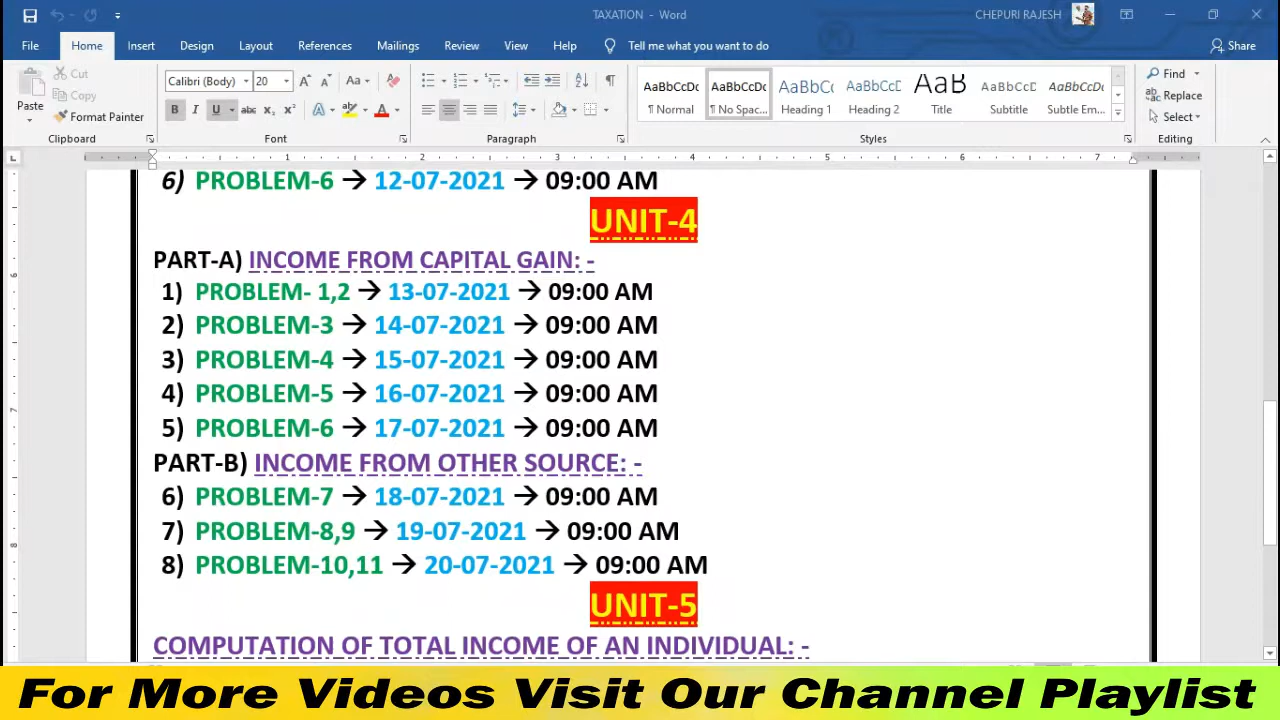 TAXATION - Word
CHEPURI RAJESH
File Home Insert Design Layout References Mailings Review View Help Tell me what you want to do Share
Paste
Cut
Copy
Format Painter
Clipboard
Calibri (Body) 20
Font
Paragraph
AaBbCcDc AaBbCcDc AaBbCc AaBbCcD AaB AaBbCcD AaBbCcDc
¶ Normal ¶ No Spac... Heading 1 Heading 2 Title Subtitle Subtle Em...
Styles
Find
Replace
Select
Editing
1 2 3 4 5 6 7
6) PROBLEM-6 → 12-07-2021 → 09:00 AM
UNIT-4
PART-A) INCOME FROM CAPITAL GAIN: -
1) PROBLEM- 1,2 → 13-07-2021 → 09:00 AM
2) PROBLEM-3 → 14-07-2021 → 09:00 AM
3) PROBLEM-4 → 15-07-2021 → 09:00 AM
4) PROBLEM-5 → 16-07-2021 → 09:00 AM
5) PROBLEM-6 → 17-07-2021 → 09:00 AM
PART-B) INCOME FROM OTHER SOURCE: -
6) PROBLEM-7 → 18-07-2021 → 09:00 AM
7) PROBLEM-8,9 → 19-07-2021 → 09:00 AM
8) PROBLEM-10,11 → 20-07-2021 → 09:00 AM
UNIT-5
COMPUTATION OF TOTAL INCOME OF AN INDIVIDUAL: -
For More Videos Visit Our Channel Playlist